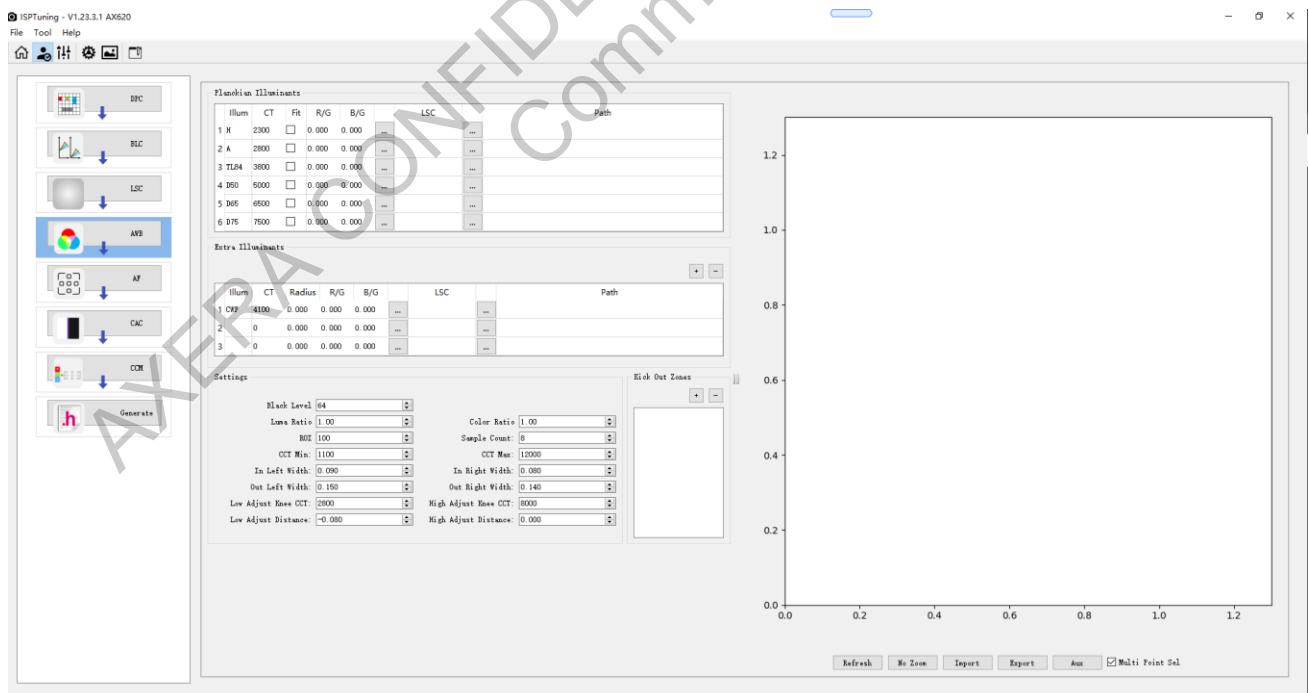 ISPTuning - V1.23.3.1 AX620
File Tool Help
DPC
BLC
LSC
AWB
AF
CAC
CCM
.h Generate
Planckian Illuminants
Illum CT Fit R/G B/G LSC Path
1 H 2300 0.000 0.000 ... ...
2 A 2800 0.000 0.000 ... ...
3 TL84 3800 0.000 0.000 ... ...
4 D50 5000 0.000 0.000 ... ...
5 D65 6500 0.000 0.000 ... ...
6 D75 7500 0.000 0.000 ... ...
Extra Illuminants
+ -
Illum CT Radius R/G B/G LSC Path
1 CWF 4100 0.000 0.000 0.000 ... ...
2 0 0.000 0.000 0.000 ... ...
3 0 0.000 0.000 0.000 ... ...
Settings
Black Level 64
Luma Ratio 1.00 Color Ratio 1.00
ROI 100 Sample Count: 8
CCT Min: 1100 CCT Max: 12000
In Left Width: 0.090 In Right Width: 0.080
Out Left Width: 0.150 Out Right Width: 0.140
Low Adjust Knee CCT: 2800 High Adjust Knee CCT: 8000
Low Adjust Distance: -0.080 High Adjust Distance: 0.000
Kick Out Zones
+ -
1.2
1.0
0.8
0.6
0.4
0.2
0.0
0.0 0.2 0.4 0.6 0.8 1.0 1.2
Refresh No Zoom Import Export Aux Multi Point Sel
AXERA CONFIDE
Comm